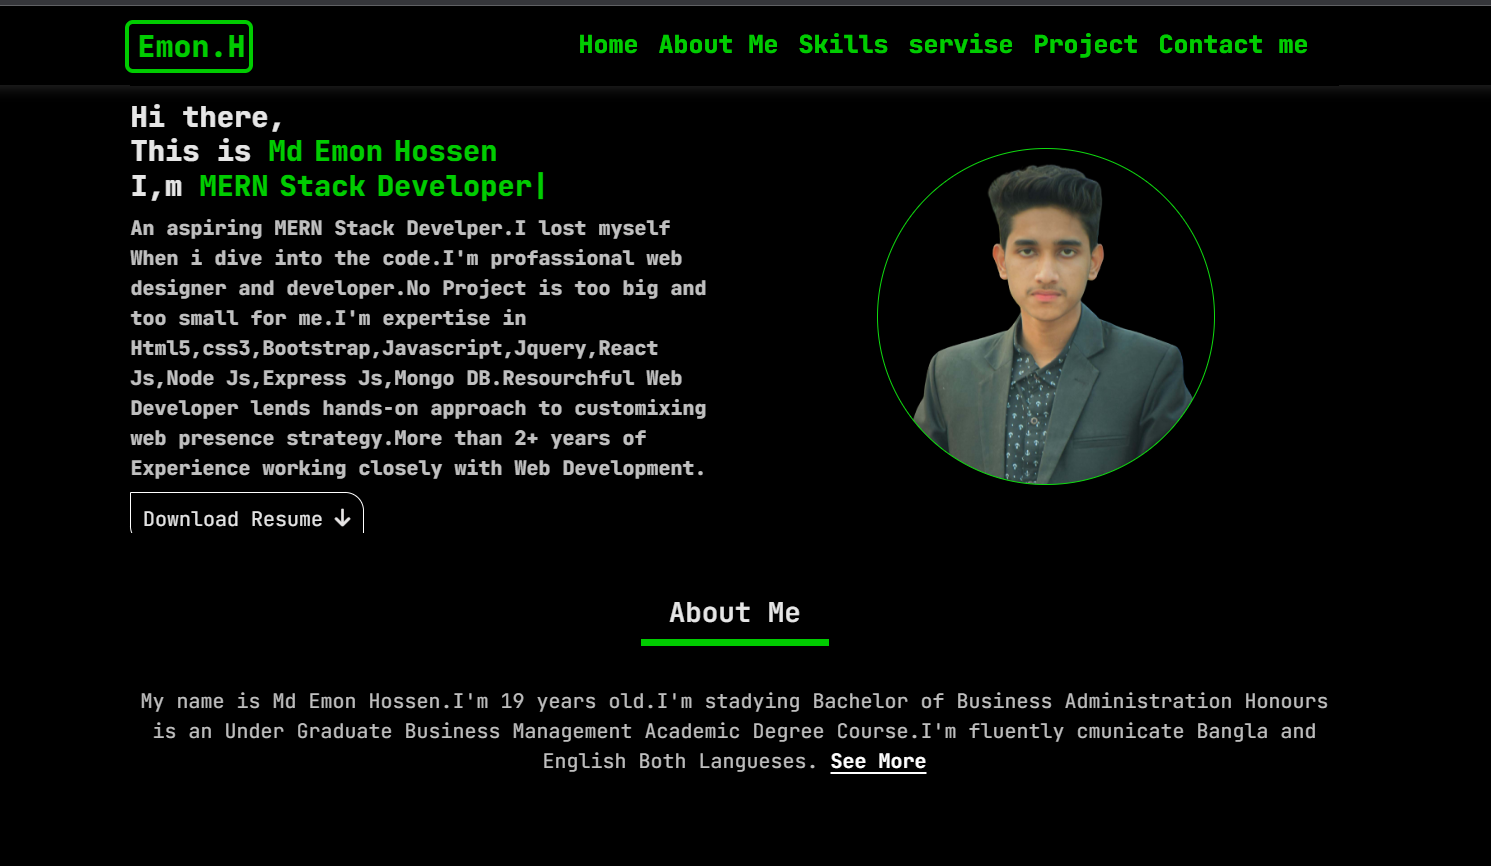 Emon.H
Home About Me Skills servise Project Contact me
Hi there,
This is Md Emon Hossen
I,m MERN Stack Developer|
An aspiring MERN Stack Develper.I lost myself
When i dive into the code.I'm profassional web
designer and developer.No Project is too big and
too small for me.I'm expertise in
Html5,css3,Bootstrap,Javascript,Jquery,React
Js,Node Js,Express Js,Mongo DB.Resourchful Web
Developer lends hands-on approach to customixing
web presence strategy.More than 2+ years of
Experience working closely with Web Development.
Download Resume ↓
About Me
My name is Md Emon Hossen.I'm 19 years old.I'm stadying Bachelor of Business Administration Honours
is an Under Graduate Business Management Academic Degree Course.I'm fluently cmunicate Bangla and
English Both Langueses. See More